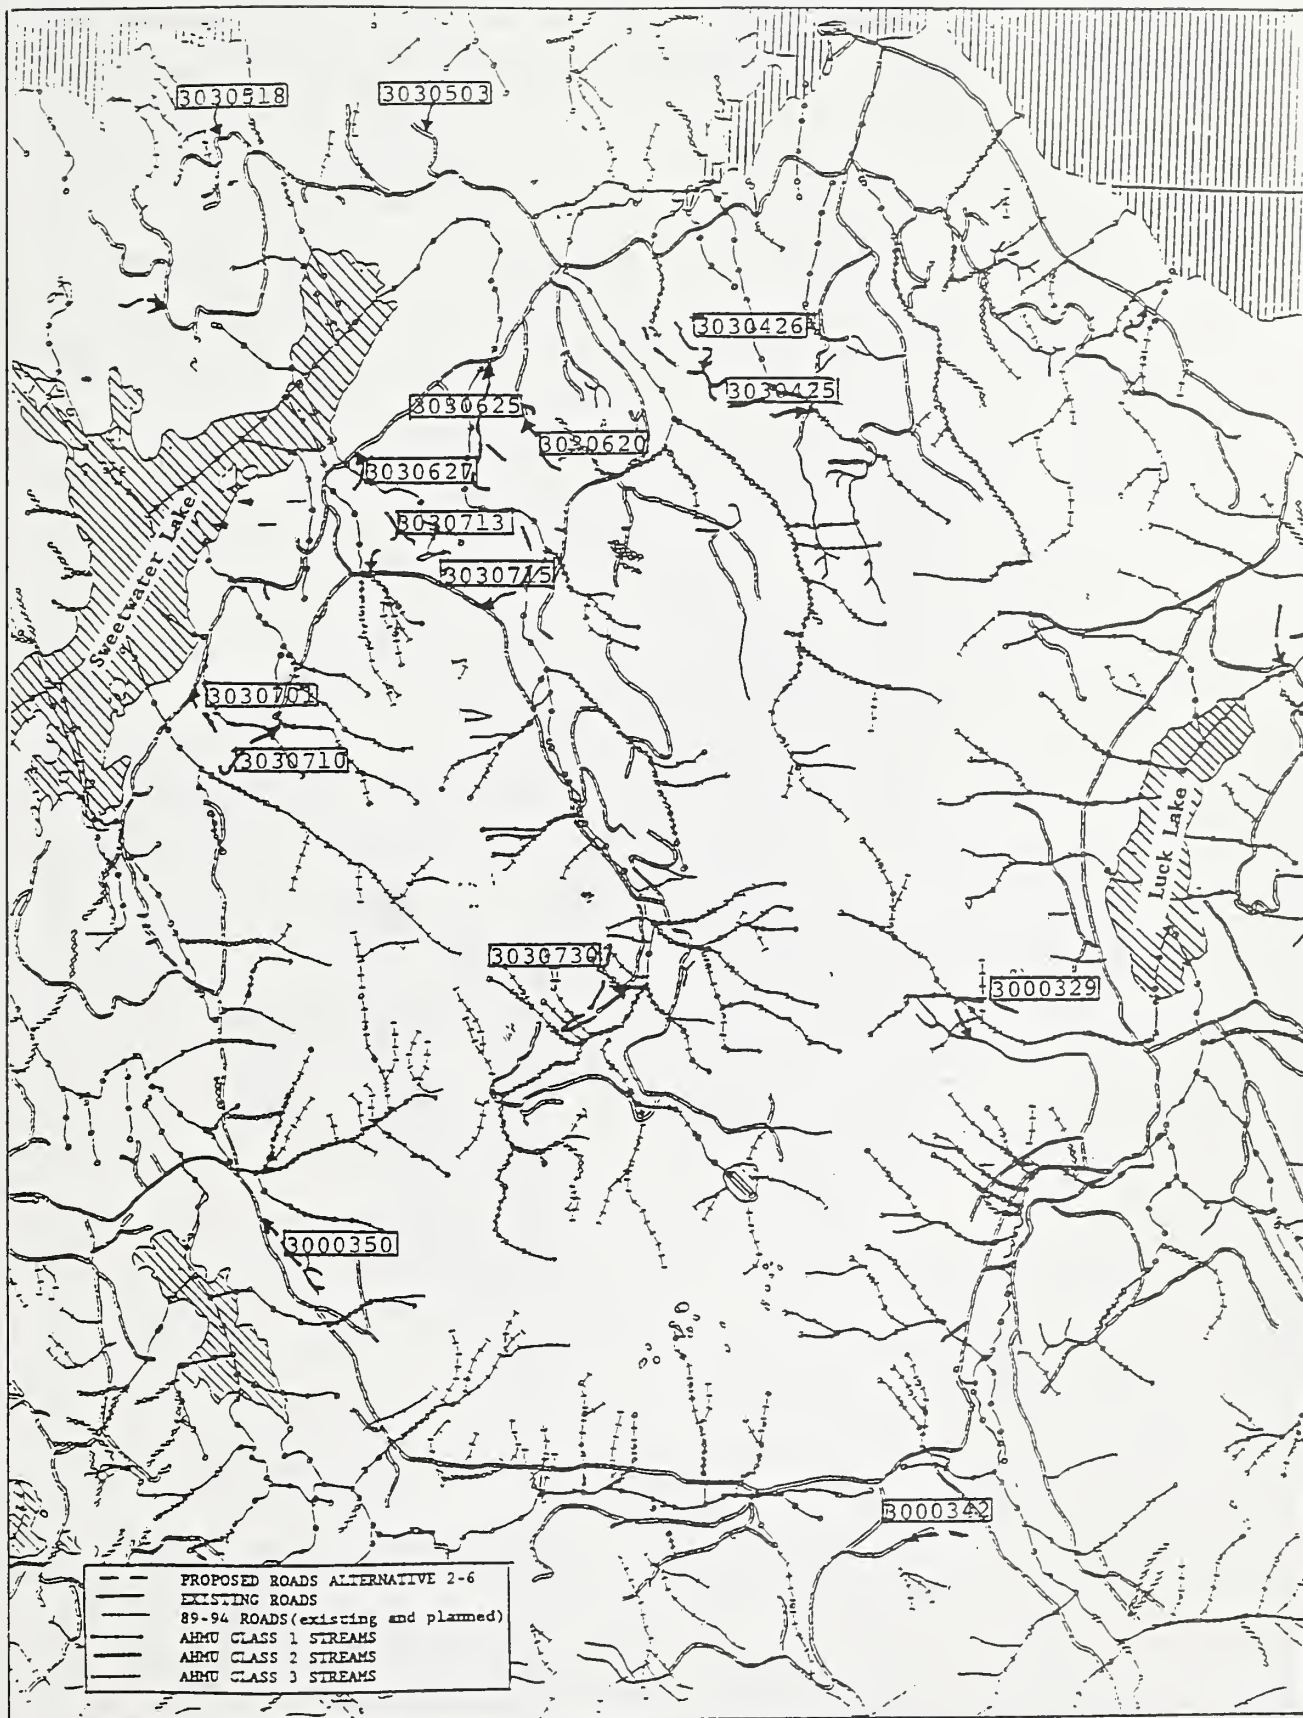 3030518
3030503
3030426
3030425
3030625
3030620
3030627
3030713
3030715
Sweetwater Lake
3030701
3030710
Luck Lake
3030730
3000329
3000350
3000342
PROPOSED ROADS ALTERNATIVE 2-6
EXISTING ROADS
89-94 ROADS(existing and planned)
AHMU CLASS 1 STREAMS
AHMU CLASS 2 STREAMS
AHMU CLASS 3 STREAMS